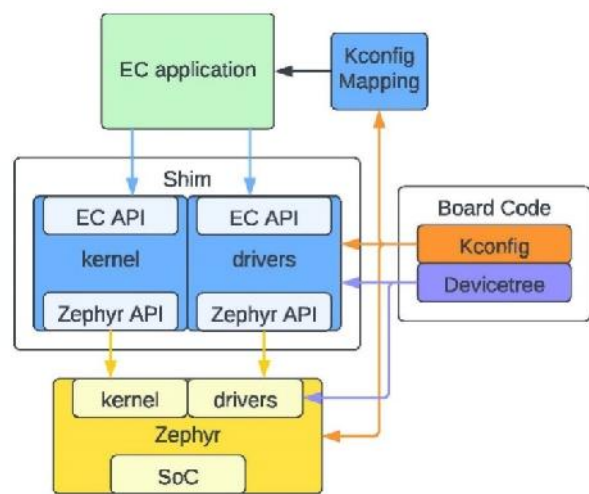 EC application
Kconfig
Mapping
Shim
EC API
EC API
kernel
drivers
Zephyr API
Zephyr API
Board Code
Kconfig
Devicetree
kernel
drivers
Zephyr
SoC